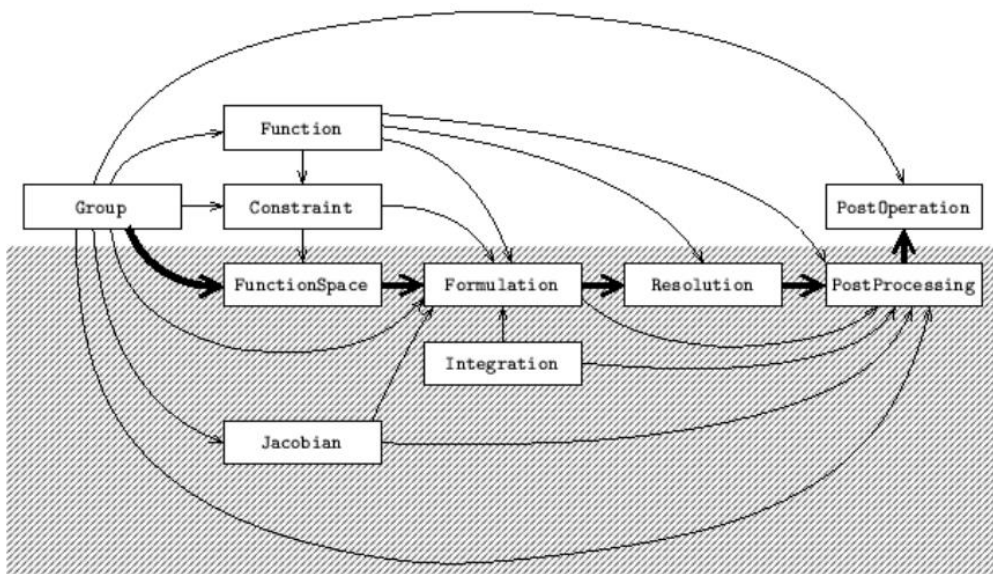 Function
Group
Constraint
PostOperation
FunctionSpace
Formulation
Resolution
PostProcessing
Integration
Jacobian